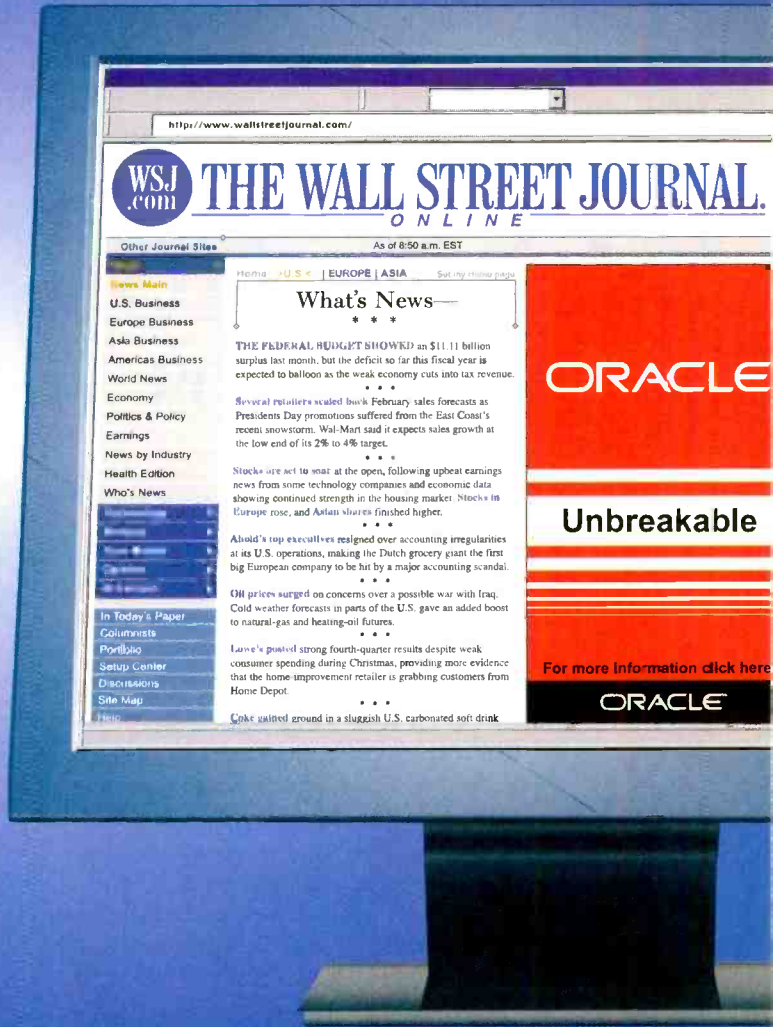 http://www.wallstreetjournal.com/
WSJ
.com
THE WALL STREET JOURNAL.
ONLINE
Other Journal Sites
As of 8:50 a.m. EST
News Main
U.S. Business
Europe Business
Asia Business
Americas Business
World News
Economy
Politics & Policy
Earnings
News by Industry
Health Edition
Who's News
In Today's Paper
Columnists
Portfolio
Setup Center
Discussions
Site Map
Help
Home >U.S.< | EUROPE | ASIA Set my home page
What's News—
* * *
THE FEDERAL BUDGET SHOWED an $11.11 billion
surplus last month, but the deficit so far this fiscal year is
expected to balloon as the weak economy cuts into tax revenue.
• • •
Several retailers scaled back February sales forecasts as
Presidents Day promotions suffered from the East Coast's
recent snowstorm. Wal-Mart said it expects sales growth at
the low end of its 2% to 4% target.
• • •
Stocks are set to soar at the open, following upbeat earnings
news from some technology companies and economic data
showing continued strength in the housing market. Stocks in
Europe rose, and Asian shares finished higher.
• • •
Ahold's top executives resigned over accounting irregularities
at its U.S. operations, making the Dutch grocery giant the first
big European company to be hit by a major accounting scandal.
• • •
Oil prices surged on concerns over a possible war with Iraq.
Cold weather forecasts in parts of the U.S. gave an added boost
to natural-gas and heating-oil futures.
• • •
Lowe's posted strong fourth-quarter results despite weak
consumer spending during Christmas, providing more evidence
that the home-improvement retailer is grabbing customers from
Home Depot.
• • •
Coke gained ground in a sluggish U.S. carbonated soft drink
ORACLE
Unbreakable
For more information click here
ORACLE